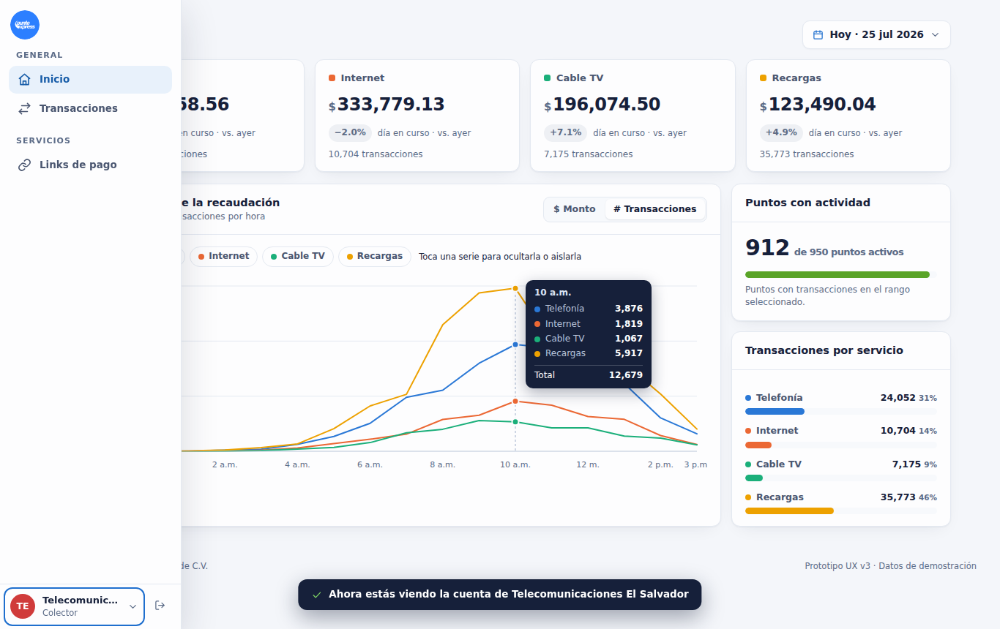 punto
xpress
GENERAL
Inicio
Transacciones
SERVICIOS
Links de pago
Telecomunic...
TE
Colector
Hoy · 25 jul 2026
58.56
en curso · vs. ayer
Internet
$333,779.13
−2.0% día en curso · vs. ayer
10,704 transacciones
Cable TV
$196,074.50
+7.1% día en curso · vs. ayer
7,175 transacciones
Recargas
$123,490.04
+4.9% día en curso · vs. ayer
35,773 transacciones
e la recaudación
sacciones por hora
$ Monto # Transacciones
Internet Cable TV Recargas Toca una serie para ocultarla o aislarla
10 a.m.
Telefonía 3,876
Internet 1,819
Cable TV 1,067
Recargas 5,917
Total 12,679
2 a.m. 4 a.m. 6 a.m. 8 a.m. 10 a.m. 12 m. 2 p.m. 3 p.m
Puntos con actividad
912 de 950 puntos activos
Puntos con transacciones en el rango
seleccionado.
Transacciones por servicio
Telefonía 24,052 31%
Internet 10,704 14%
Cable TV 7,175 9%
Recargas 35,773 46%
de C.V.
Prototipo UX v3 · Datos de demostración
Ahora estás viendo la cuenta de Telecomunicaciones El Salvador